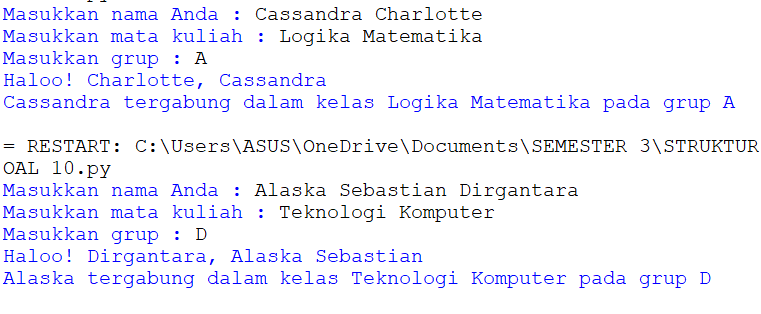 Masukkan nama Anda : Cassandra Charlotte
Masukkan mata kuliah : Logika Matematika
Masukkan grup : A
Haloo! Charlotte, Cassandra
Cassandra tergabung dalam kelas Logika Matematika pada grup A
= RESTART: C:\Users\ASUS\OneDrive\Documents\SEMESTER 3\STRUKTUR
OAL 10.py
Masukkan nama Anda : Alaska Sebastian Dirgantara
Masukkan mata kuliah : Teknologi Komputer
Masukkan grup : D
Haloo! Dirgantara, Alaska Sebastian
Alaska tergabung dalam kelas Teknologi Komputer pada grup D